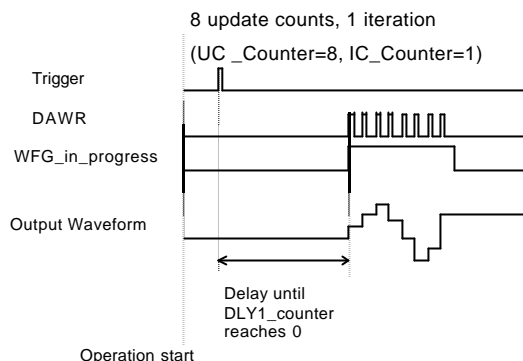 8 update counts, 1 iteration
(UC _Counter=8, IC_Counter=1)
Trigger
DAWR
WFG_in_progress
Output Waveform
Delay until
DLY1_counter
reaches 0
Operation start